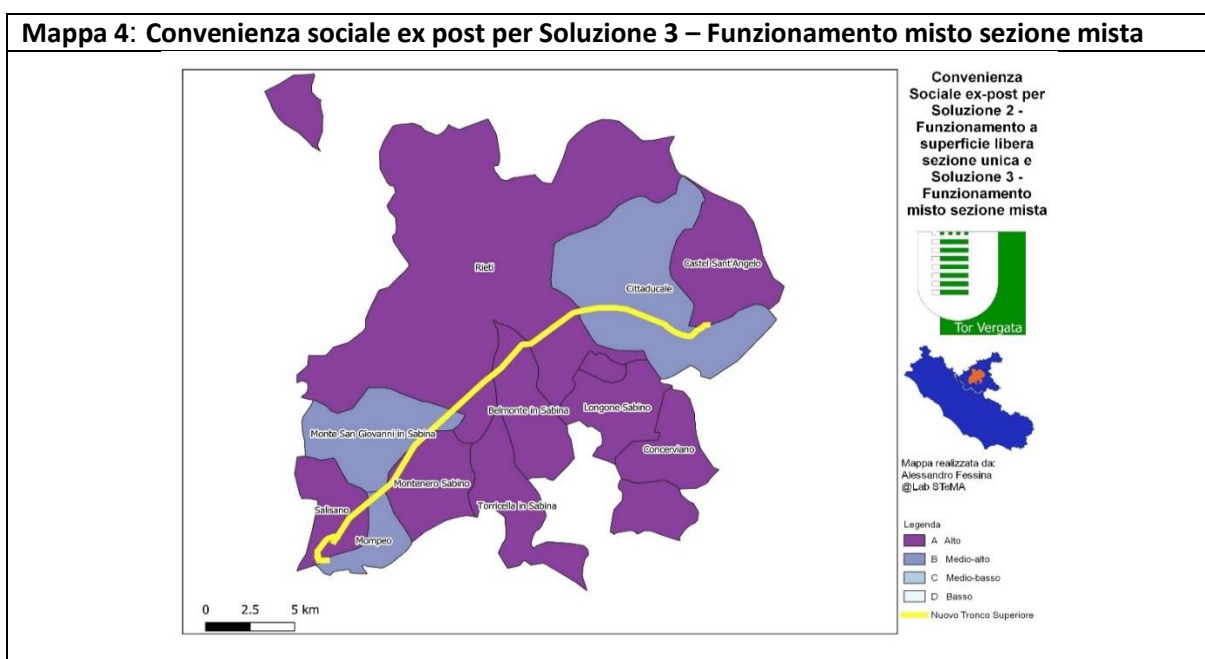 Mappa 4: Convenienza sociale ex post per Soluzione 3 – Funzionamento misto sezione mista
Convenienza
Sociale ex-post per
Soluzione 2 -
Funzionamento a
superficie libera
sezione unica e
Soluzione 3 -
Funzionamento
misto sezione mista
Tor Vergata
Mappa realizzata da:
Alessandro Fessina
@Lab STeMA
Legenda
A Alto
B Medio-alto
C Medio-basso
D Basso
Nuovo Tronco Superiore
Rieti
Castel Sant'Angelo
Cittaducale
Belmonte in Sabina
Longone Sabino
Monte San Giovanni in Sabina
Concerviano
Montenero Sabino
Salisano
Torricella in Sabina
Mompeo
0 2.5 5 km